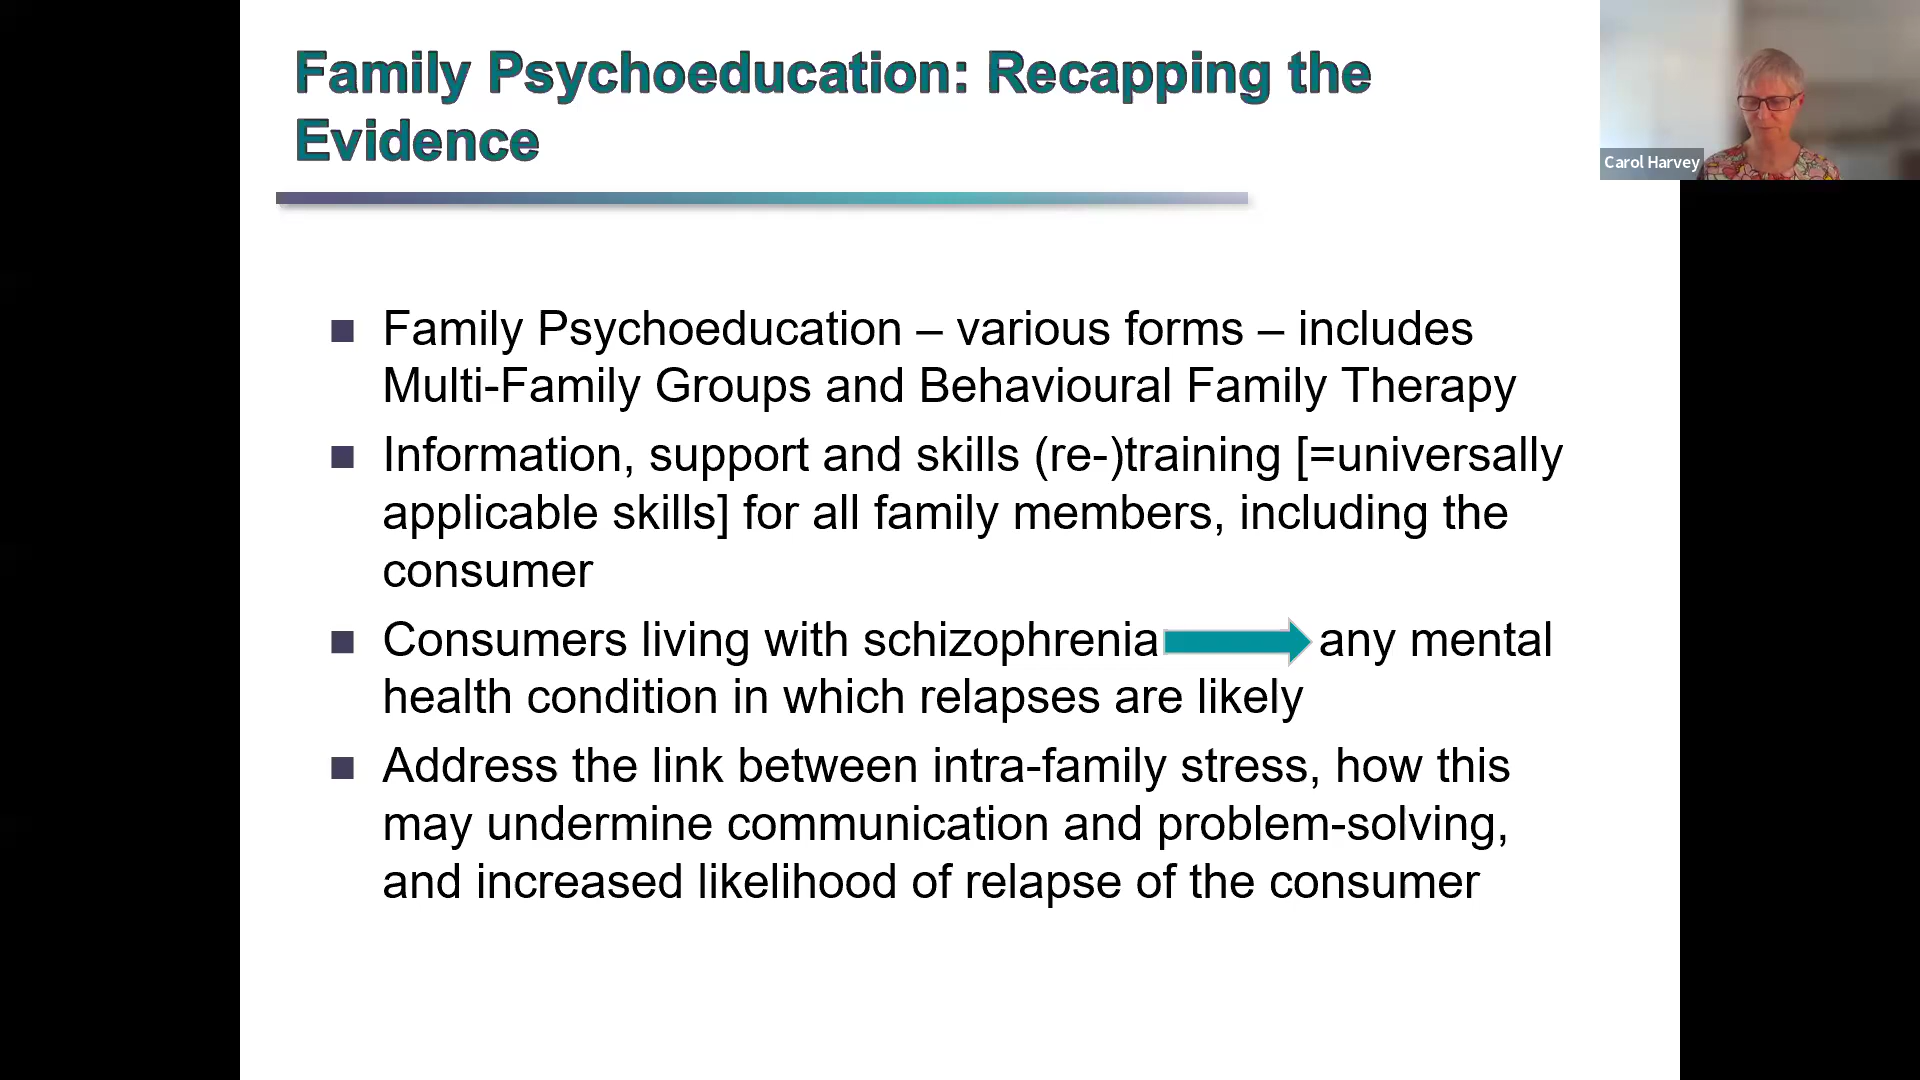 Family Psychoeducation: Recapping the
Evidence
Carol Harvey
Family Psychoeducation – various forms – includes
Multi-Family Groups and Behavioural Family Therapy
Information, support and skills (re-)training [=universally
applicable skills] for all family members, including the
consumer
Consumers living with schizophrenia any mental
health condition in which relapses are likely
Address the link between intra-family stress, how this
may undermine communication and problem-solving,
and increased likelihood of relapse of the consumer